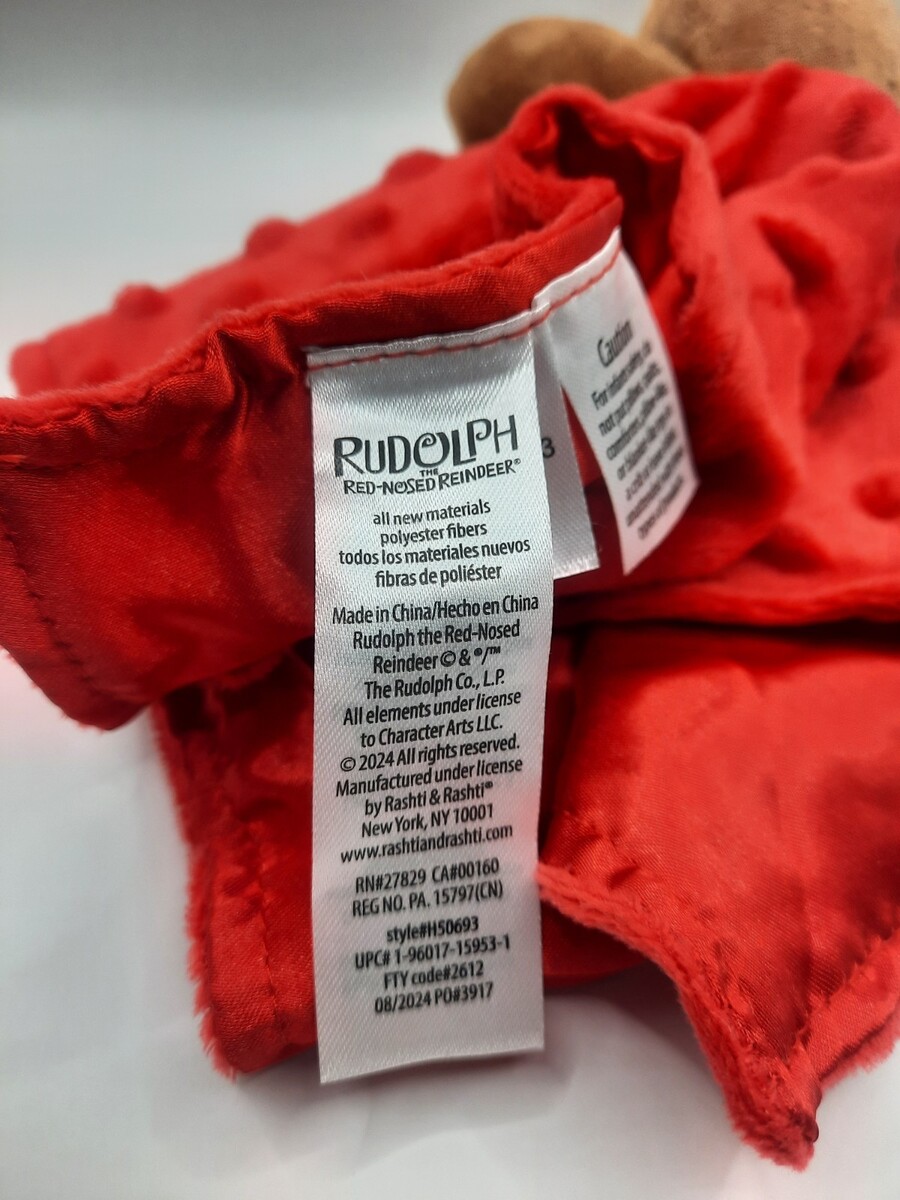 RUDOLPH
THE
RED-NOSED REINDEER®
all new materials
polyester fibers
todos los materiales nuevos
fibras de poliéster
Made in China/Hecho en China
Rudolph the Red-Nosed
Reindeer © & ®/™
The Rudolph Co., L.P.
All elements under license
to Character Arts LLC.
© 2024 All rights reserved.
Manufactured under license
by Rashti & Rashti®
New York, NY 10001
www.rashtiandrashti.com
RN#27829 CA#00160
REG NO. PA. 15797(CN)
style#H50693
UPC# 1-96017-15953-1
FTY code#2612
08/2024 PO#3917
3
Caution